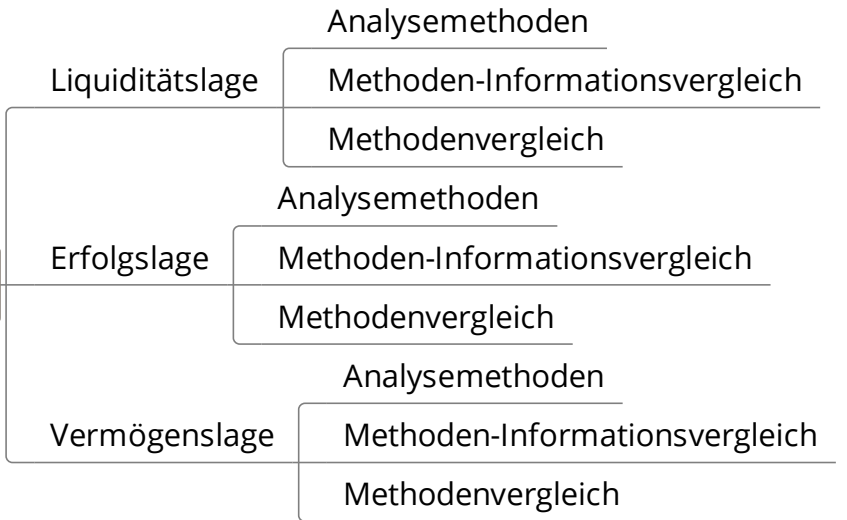 Analysemethoden
Liquiditätslage
Methoden-Informationsvergleich
Methodenvergleich
Analysemethoden
Erfolgslage
Methoden-Informationsvergleich
Methodenvergleich
Analysemethoden
Vermögenslage
Methoden-Informationsvergleich
Methodenvergleich